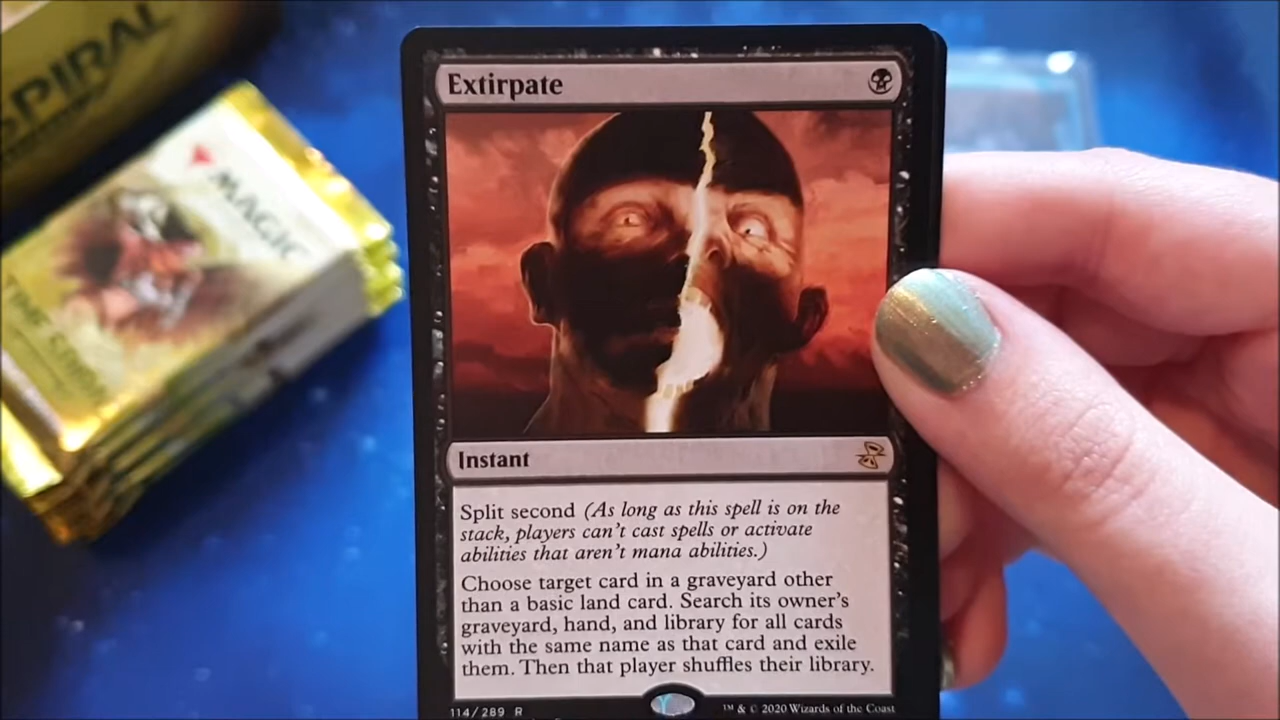 SPIRAL
MAGIC
TIME SPIRAL
Extirpate
Instant
Split second (As long as this spell is on the
stack, players can't cast spells or activate
abilities that aren't mana abilities.)
Choose target card in a graveyard other
than a basic land card. Search its owner's
graveyard, hand, and library for all cards
with the same name as that card and exile
them. Then that player shuffles their library.
114/289 R
™ & © 2020 Wizards of the Coast